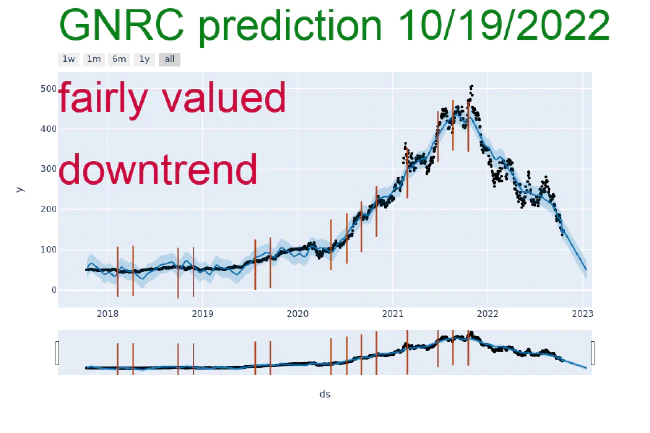 GNRC prediction 10/19/2022
1w 1m 6m 1y all
fairly valued
downtrend
500
400
300
200
100
0
y
2018 2019 2020 2021 2022 2023
ds